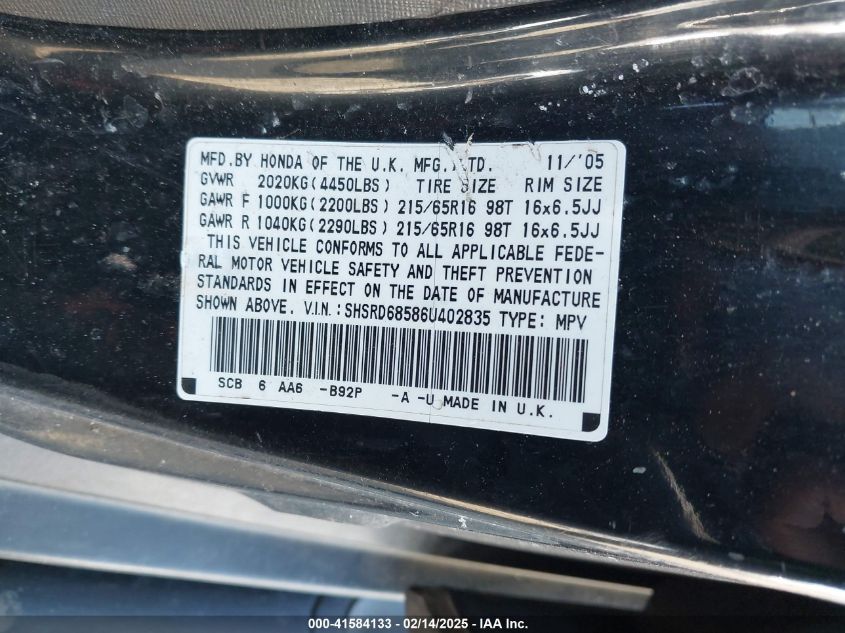 MFD.BY HONDA OF THE U.K. MFG.,LTD. 11/'05
GVWR 2020KG(4450LBS) TIRE SIZE RIM SIZE
GAWR F 1000KG(2200LBS) 215/65R16 98T 16x6.5JJ
GAWR R 1040KG(2290LBS) 215/65R16 98T 16x6.5JJ
THIS VEHICLE CONFORMS TO ALL APPLICABLE FEDE-
RAL MOTOR VEHICLE SAFETY AND THEFT PREVENTION
STANDARDS IN EFFECT ON THE DATE OF MANUFACTURE
SHOWN ABOVE. V.I.N.:SHSRD68586U402835 TYPE: MPV
SCB 6 AA6 -B92P -A -U MADE IN U.K.
000-41584133 - 02/14/2025 - IAA, Inc.